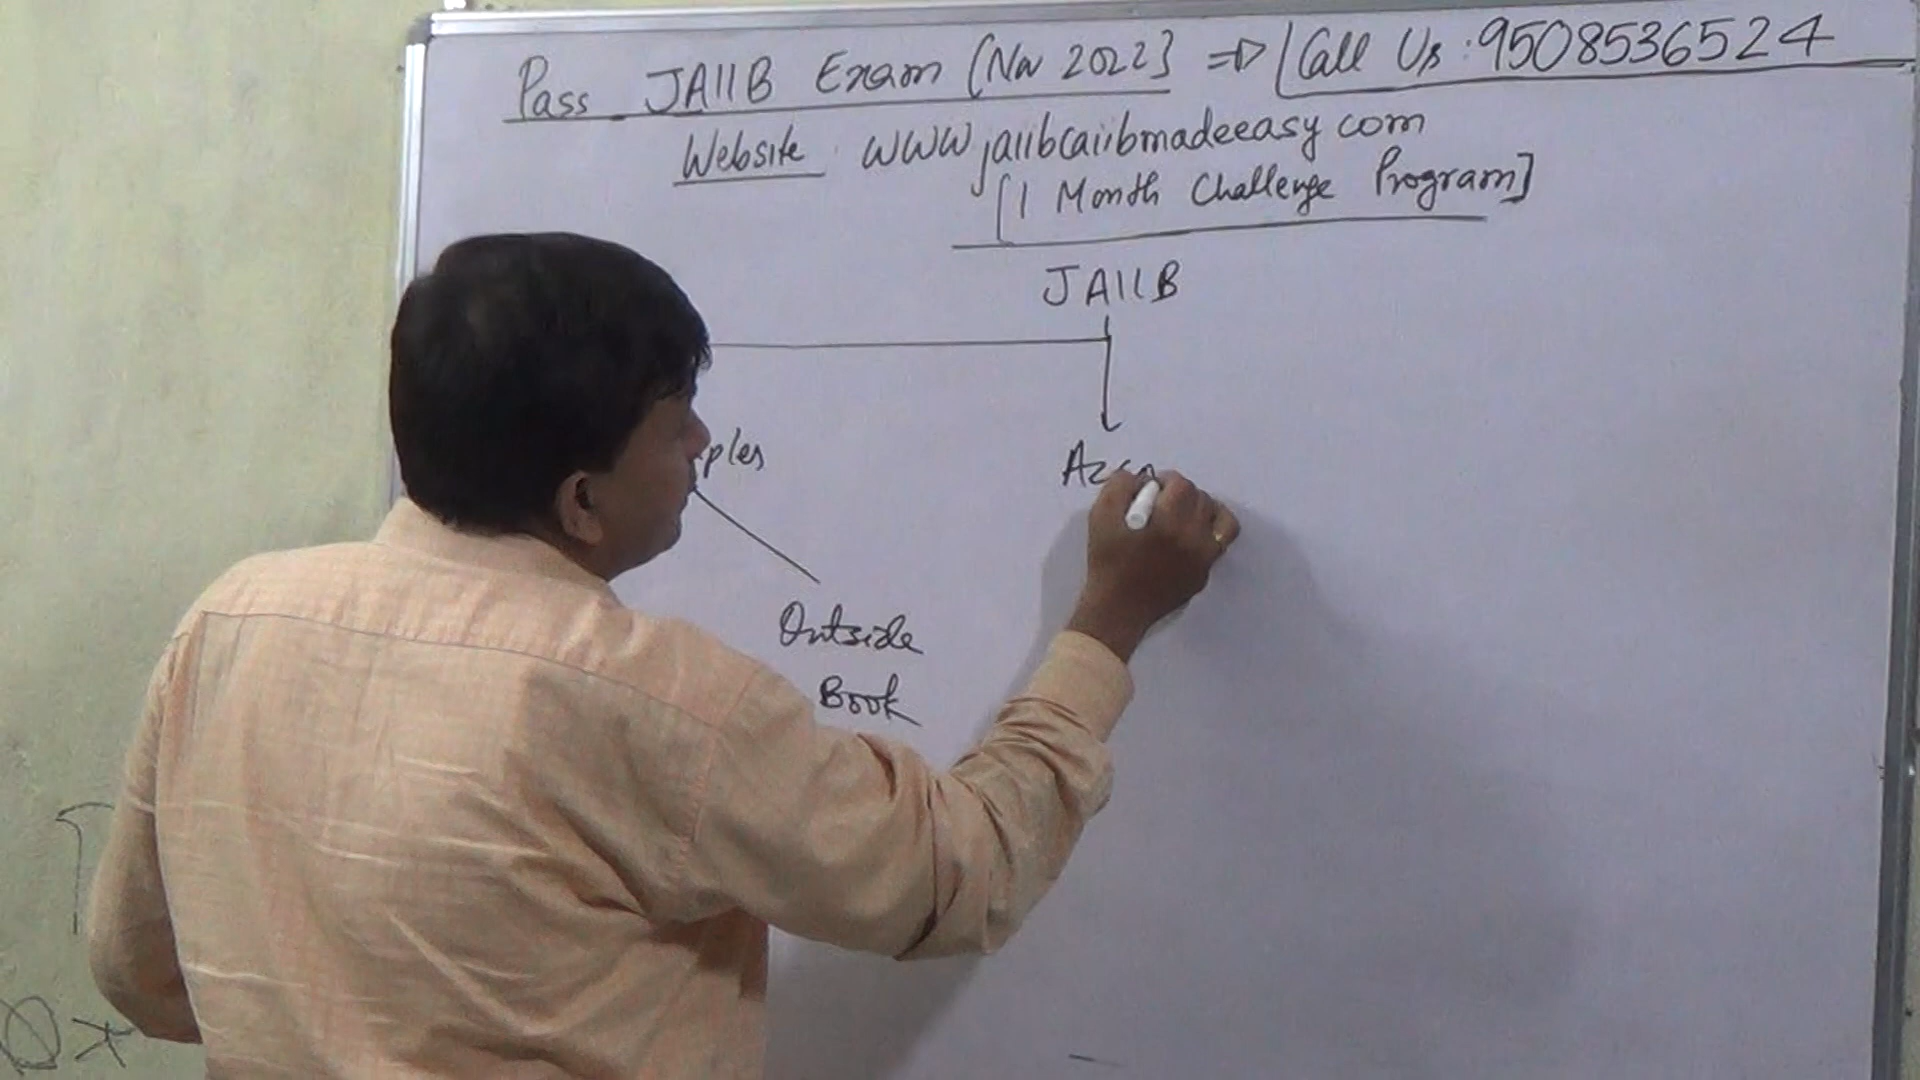 Pass JAIIB Exam (Nov 2022) ⇒ Call Us : 9508536524
Website : www.jaiibcaiibmadeeasy.com
[1 Month Challenge Program]
JAIIB
Outside
Book